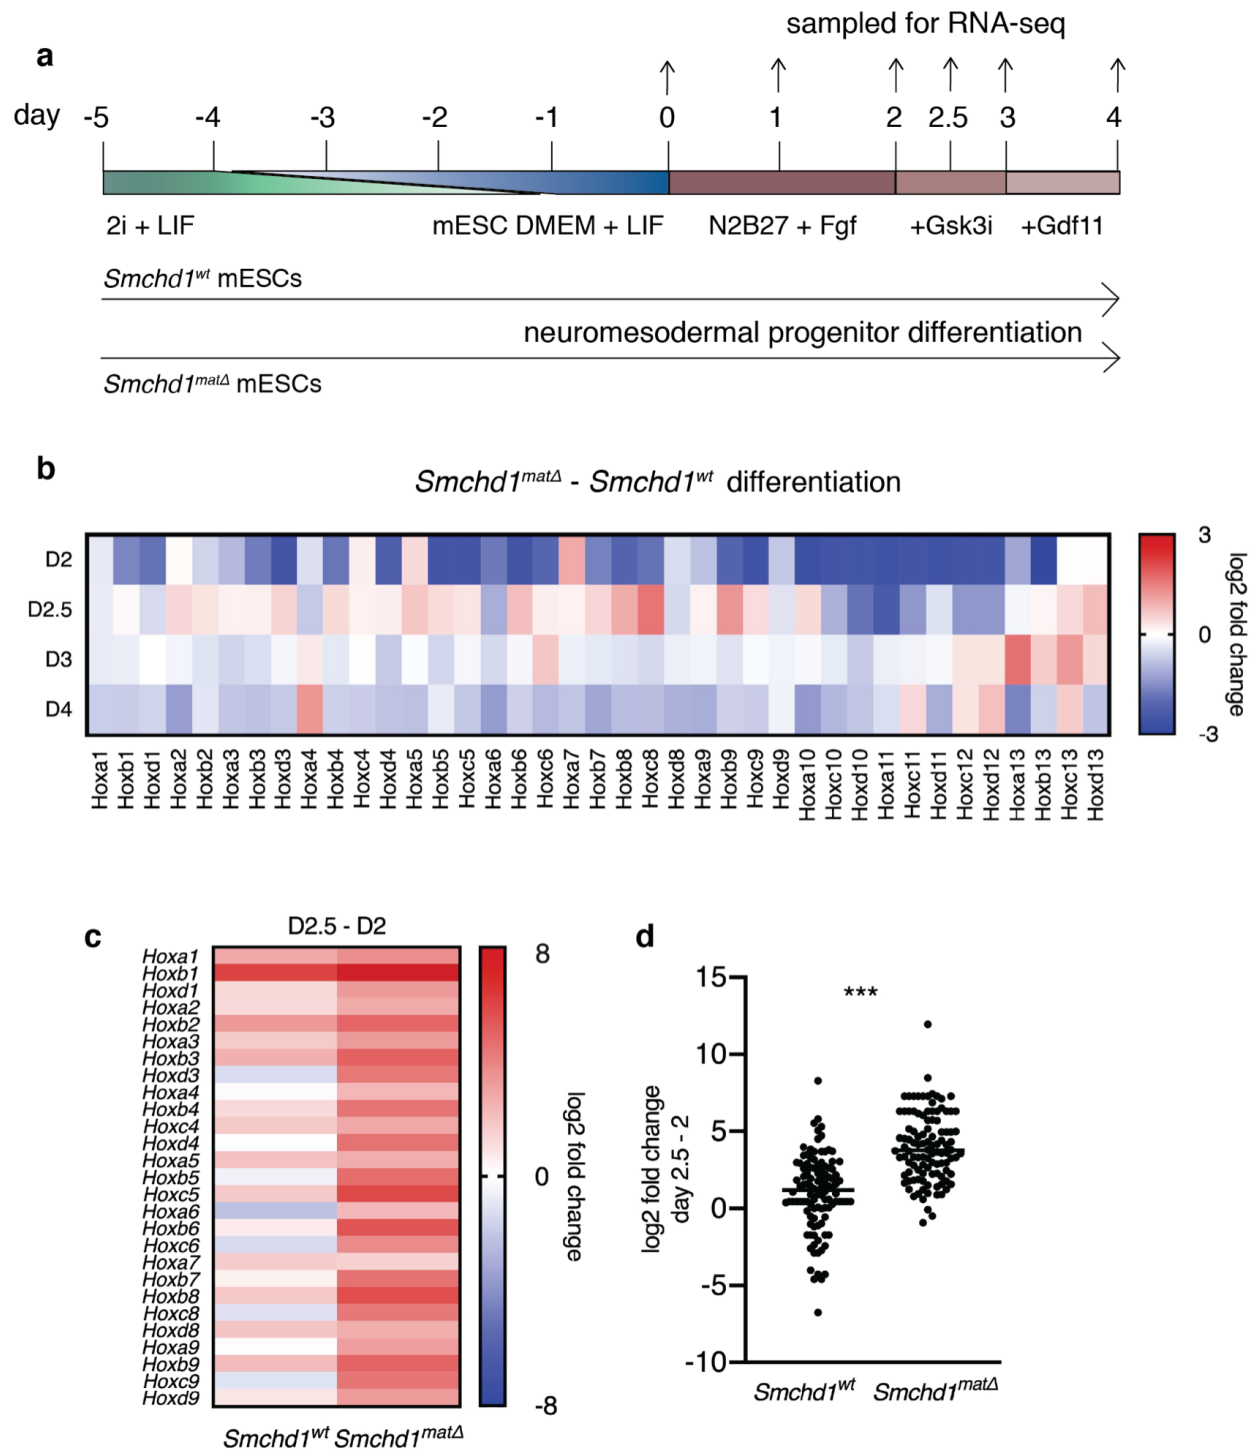 a
sampled for RNA-seq
day -5 -4 -3 -2 -1 0 1 2 2.5 3 4
2i + LIF mESC DMEM + LIF N2B27 + Fgf +Gsk3i +Gdf11
Smchd1wt mESCs
neuromesodermal progenitor differentiation
Smchd1matΔ mESCs
b
Smchd1matΔ - Smchd1wt differentiation
D2
D2.5
D3
D4
3
0
-3
log2 fold change
Hoxa1
Hoxb1
Hoxd1
Hoxa2
Hoxb2
Hoxa3
Hoxb3
Hoxd3
Hoxa4
Hoxb4
Hoxc4
Hoxd4
Hoxa5
Hoxb5
Hoxc5
Hoxa6
Hoxb6
Hoxc6
Hoxa7
Hoxb7
Hoxb8
Hoxc8
Hoxd8
Hoxa9
Hoxb9
Hoxc9
Hoxd9
Hoxa10
Hoxc10
Hoxd10
Hoxa11
Hoxc11
Hoxd11
Hoxc12
Hoxd12
Hoxa13
Hoxb13
Hoxc13
Hoxd13
c
D2.5 - D2
Hoxa1
Hoxb1
Hoxd1
Hoxa2
Hoxb2
Hoxa3
Hoxb3
Hoxd3
Hoxa4
Hoxb4
Hoxc4
Hoxd4
Hoxa5
Hoxb5
Hoxc5
Hoxa6
Hoxb6
Hoxc6
Hoxa7
Hoxb7
Hoxb8
Hoxc8
Hoxd8
Hoxa9
Hoxb9
Hoxc9
Hoxd9
Smchd1wt Smchd1matΔ
8
0
-8
log2 fold change
d
***
15
10
5
0
-5
-10
log2 fold change
day 2.5 - 2
Smchd1wt Smchd1matΔ